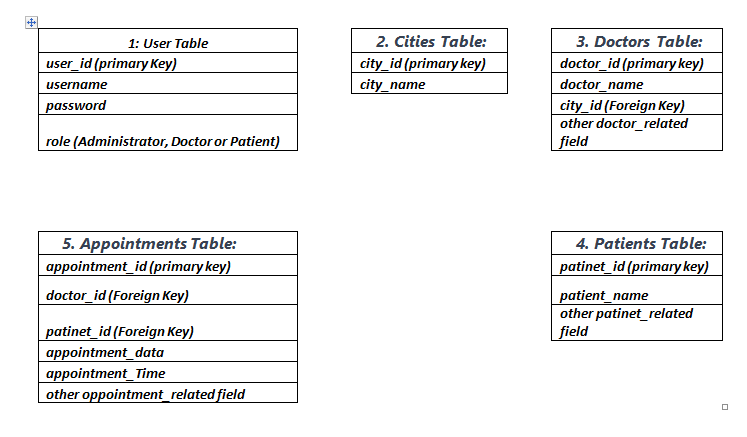 1: User Table
user_id (primary Key)
username
password
role (Administrator, Doctor or Patient)
2. Cities Table:
city_id (primary key)
city_name
3. Doctors Table:
doctor_id (primary key)
doctor_name
city_id (Foreign Key)
other doctor_related
field
5. Appointments Table:
appointment_id (primary key)
doctor_id (Foreign Key)
patinet_id (Foreign Key)
appointment_data
appointment_Time
other oppointment_related field
4. Patients Table:
patinet_id (primary key)
patient_name
other patinet_related
field